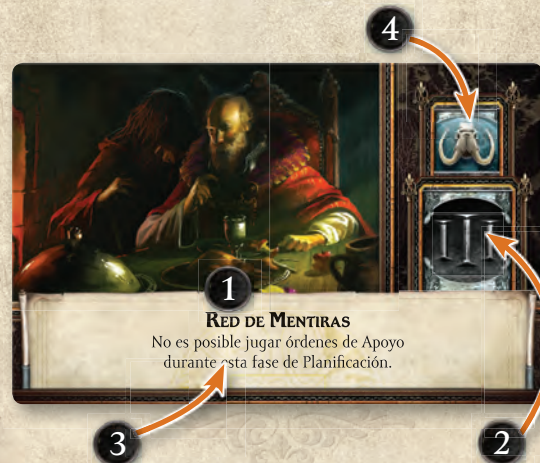 4
1
RED DE MENTIRAS
No es posible jugar órdenes de Apoyo
durante esta fase de Planificación.
III
3
2